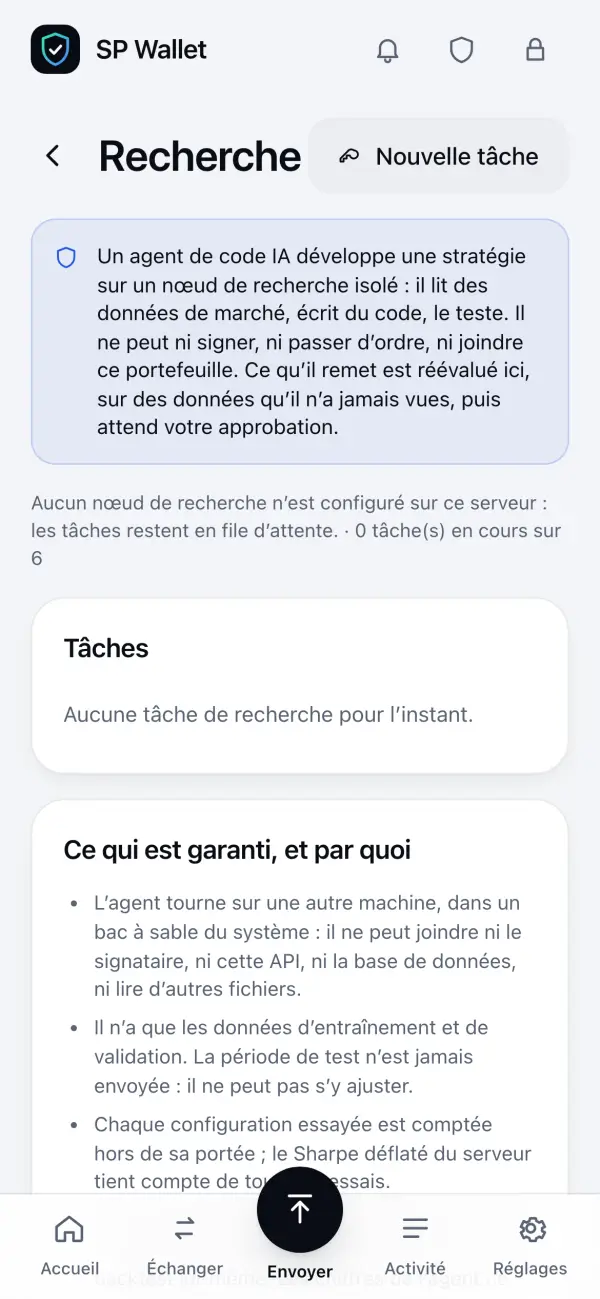 SP Wallet
Recherche
Nouvelle tâche
Un agent de code IA développe une stratégie
sur un nœud de recherche isolé : il lit des
données de marché, écrit du code, le teste. Il
ne peut ni signer, ni passer d’ordre, ni joindre
ce portefeuille. Ce qu’il remet est réévalué ici,
sur des données qu’il n’a jamais vues, puis
attend votre approbation.
Aucun nœud de recherche n’est configuré sur ce serveur :
les tâches restent en file d’attente. · 0 tâche(s) en cours sur
6
Tâches
Aucune tâche de recherche pour l’instant.
Ce qui est garanti, et par quoi
• L’agent tourne sur une autre machine, dans un
bac à sable du système : il ne peut joindre ni le
signataire, ni cette API, ni la base de données,
ni lire d’autres fichiers.
• Il n’a que les données d’entraînement et de
validation. La période de test n’est jamais
envoyée : il ne peut pas s’y ajuster.
• Chaque configuration essayée est comptée
hors de sa portée ; le Sharpe déflaté du serveur
tient compte de essais.
Accueil
Échanger
Envoyer
Activité
Réglages